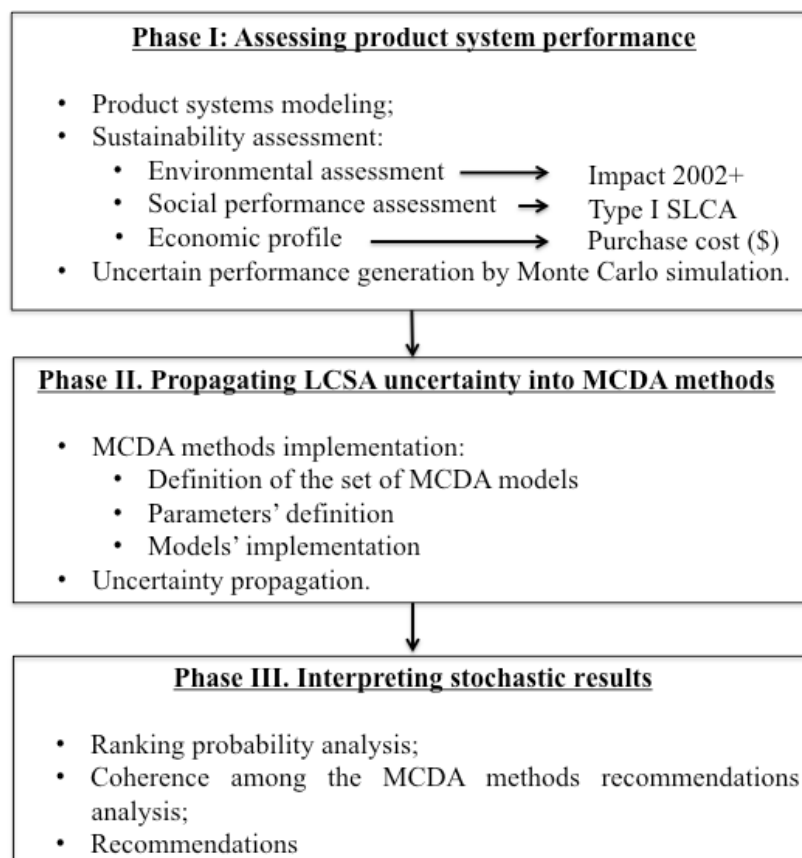 Phase I: Assessing product system performance
• Product systems modeling;
• Sustainability assessment:
• Environmental assessment Impact 2002+
• Social performance assessment Type I SLCA
• Economic profile Purchase cost ($)
• Uncertain performance generation by Monte Carlo simulation.
Phase II. Propagating LCSA uncertainty into MCDA methods
• MCDA methods implementation:
• Definition of the set of MCDA models
• Parameters’ definition
• Models’ implementation
• Uncertainty propagation.
Phase III. Interpreting stochastic results
• Ranking probability analysis;
• Coherence among the MCDA methods recommendations
analysis;
• Recommendations